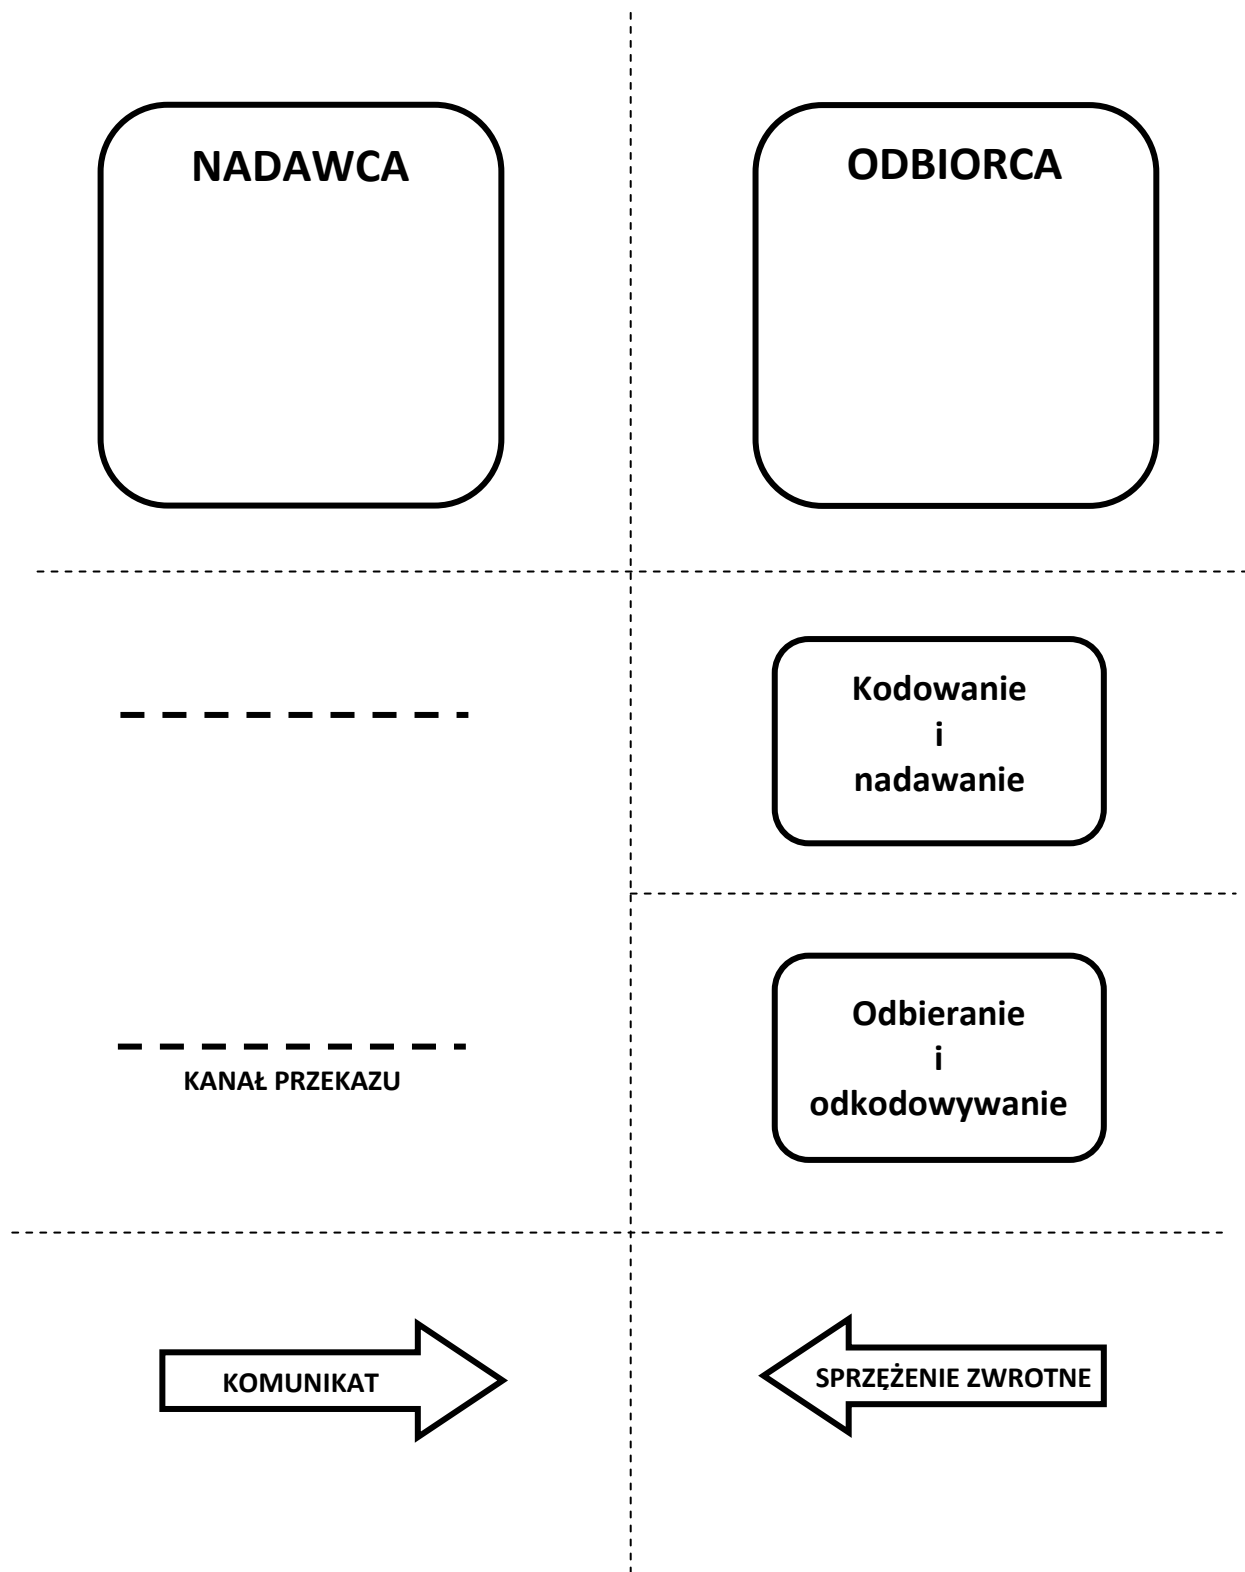 NADAWCA
ODBIORCA
Kodowanie
i
nadawanie
Odbieranie
i
odkodowywanie
KANAŁ PRZEKAZU
KOMUNIKAT
SPRZĘŻENIE ZWROTNE